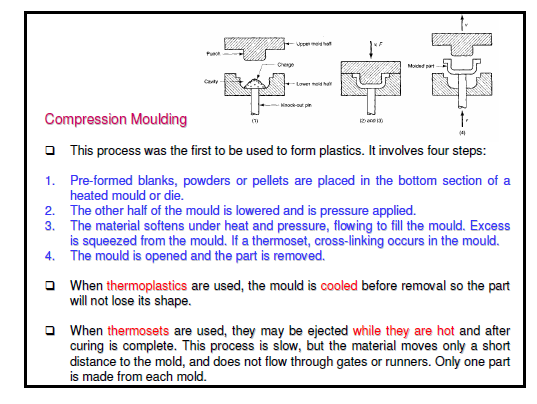 Upper mold half
v, F
Punch
Charge
Molded part
Cavity
Lower mold half
Knock-out pin
(1)
(2) and (3)
(4)
Compression Moulding
This process was the first to be used to form plastics. It involves four steps:
1. Pre-formed blanks, powders or pellets are placed in the bottom section of a
heated mould or die.
2. The other half of the mould is lowered and is pressure applied.
3. The material softens under heat and pressure, flowing to fill the mould. Excess
is squeezed from the mould. If a thermoset, cross-linking occurs in the mould.
4. The mould is opened and the part is removed.
When thermoplastics are used, the mould is cooled before removal so the part
will not lose its shape.
When thermosets are used, they may be ejected while they are hot and after
curing is complete. This process is slow, but the material moves only a short
distance to the mold, and does not flow through gates or runners. Only one part
is made from each mold.